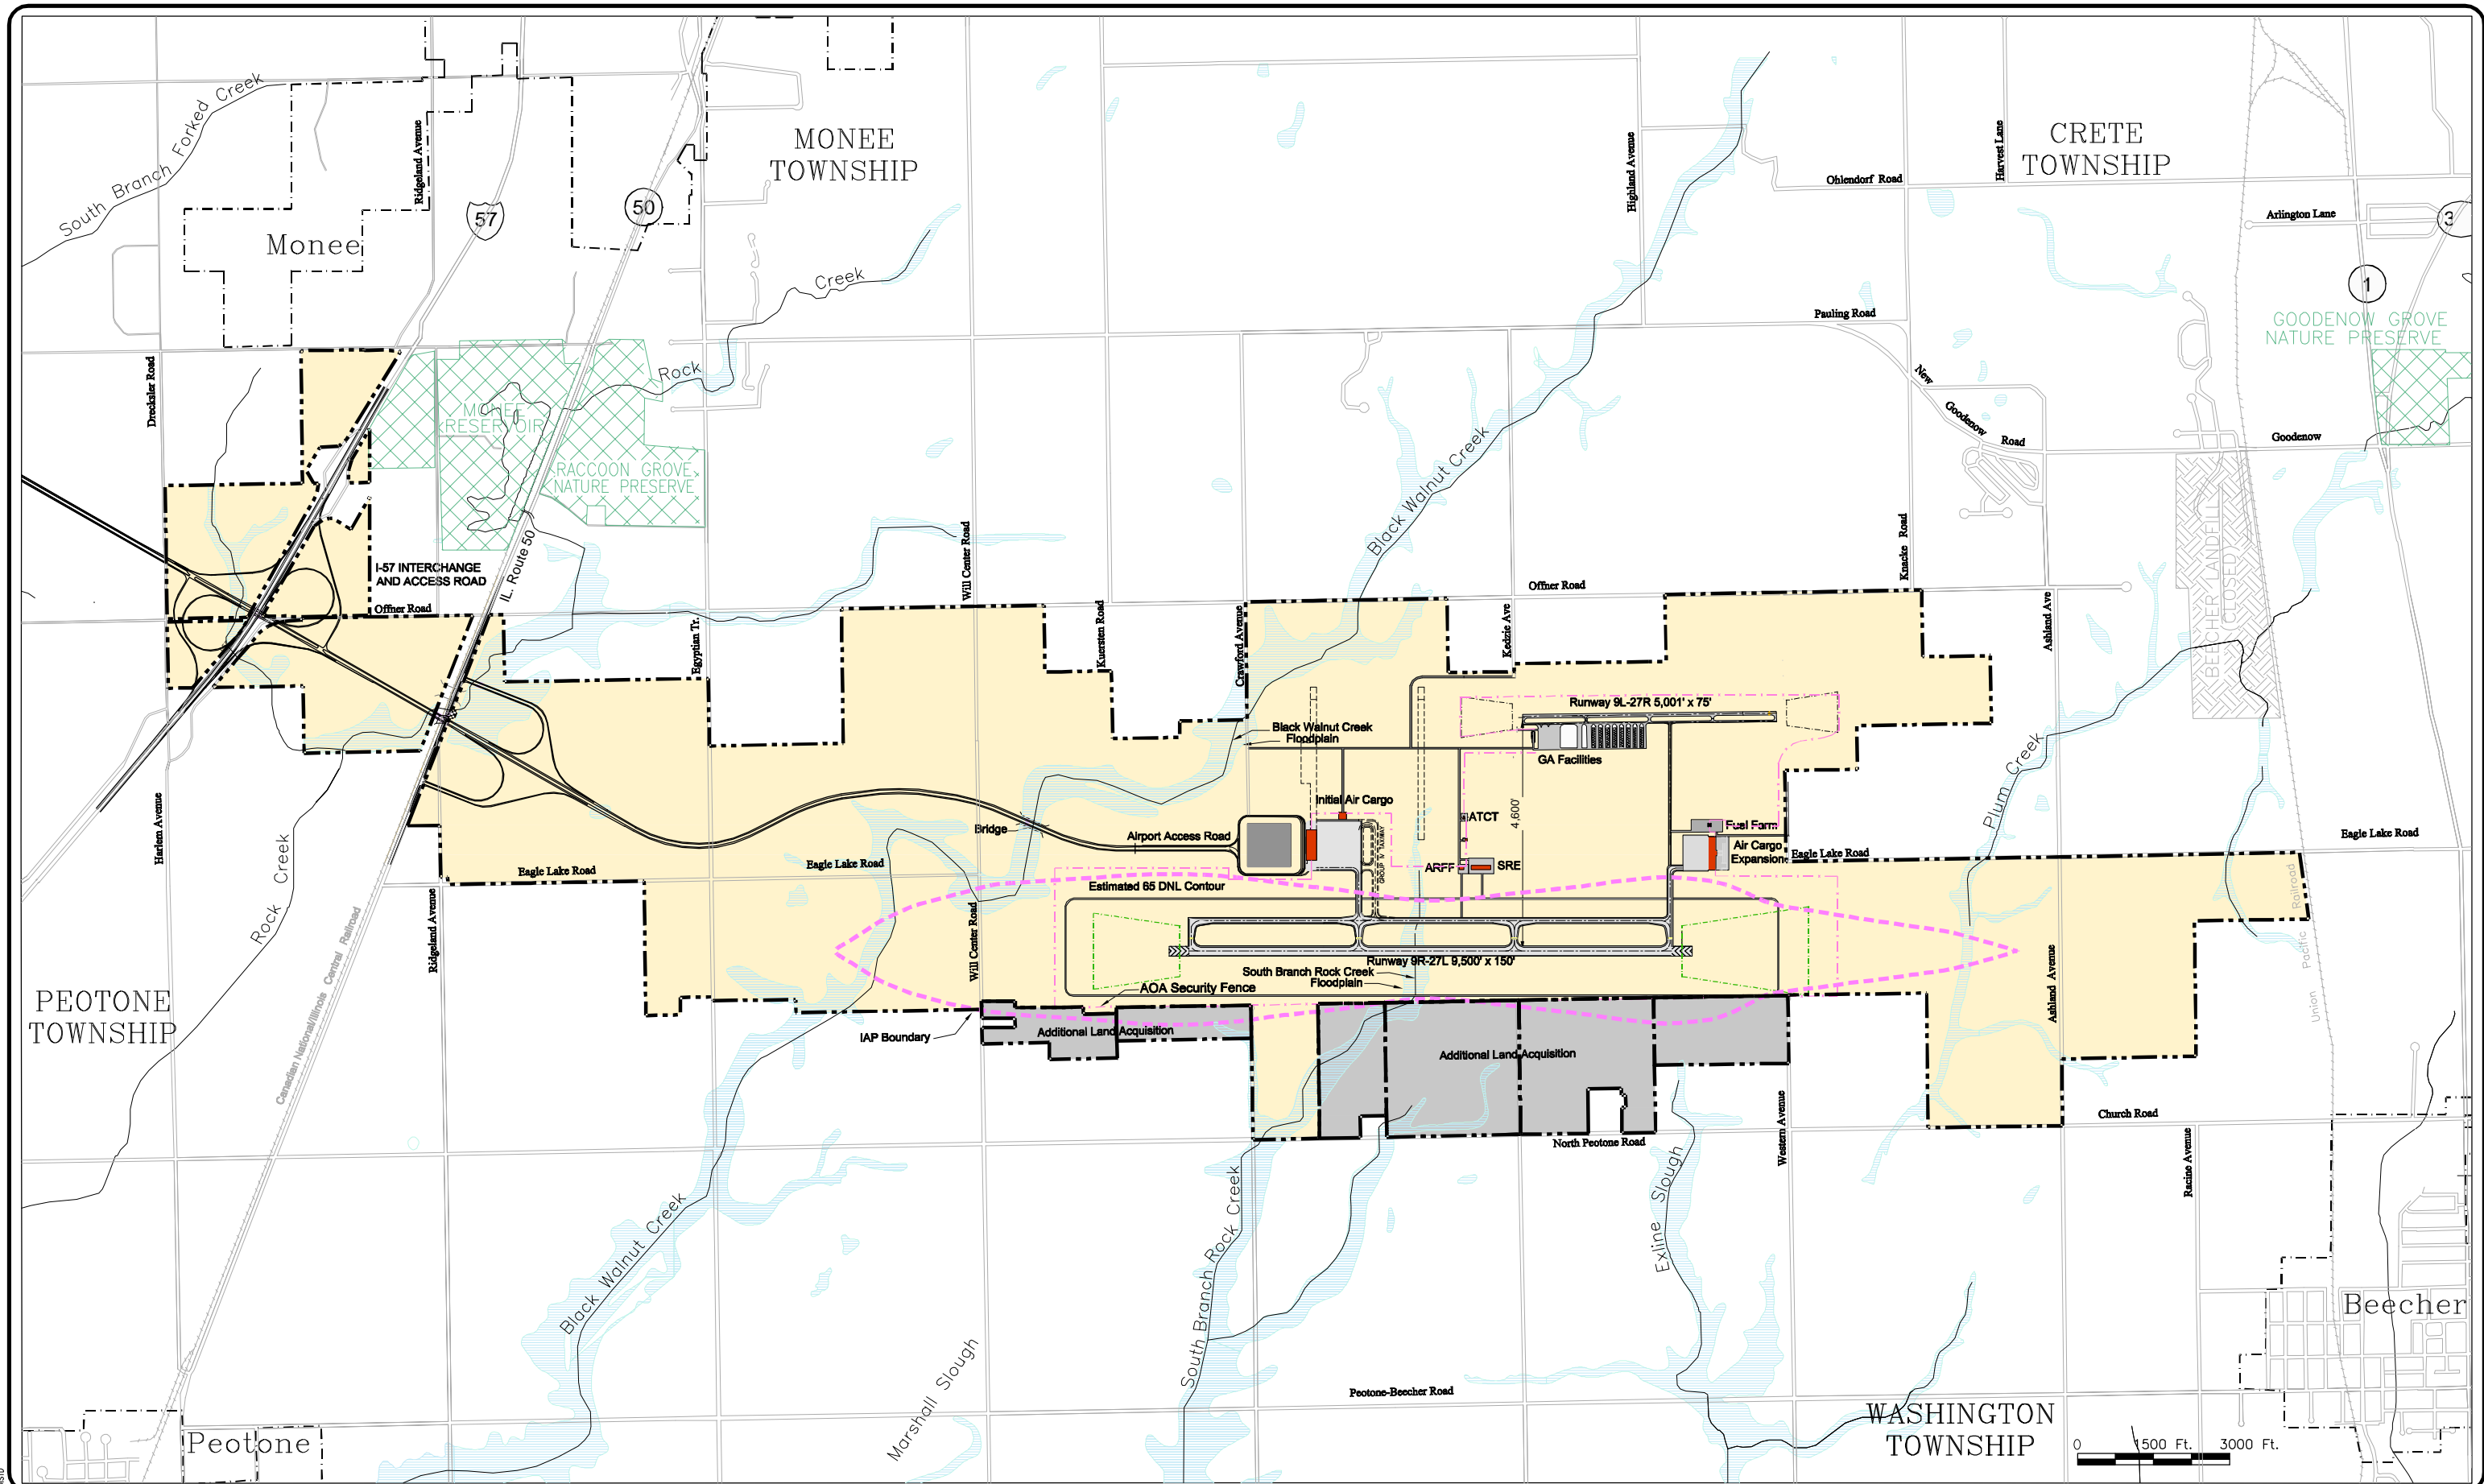 South Branch Forked Creek
Ridgeland Avenue
MONEE
TOWNSHIP
Highland Avenue
Harvest Lane
CRETE
TOWNSHIP
Ohlendorf Road
Arlington Lane
57
50
3
Monee
Creek
1
Pauling Road
GOODENOW GROVE
NATURE PRESERVE
Drecksler Road
Rock
New
Goodenow
Road
Goodenow
MONEE
RESERVOIR
RACCOON GROVE
NATURE PRESERVE
Black Walnut Creek
IL. Route 50
Will Center Road
Knacke Road
BEECHER LANDFILL
(CLOSED)
I-57 INTERCHANGE
AND ACCESS ROAD
Offner Road
Offner Road
Egyptian Tr.
Kuersten Road
Crawford Avenue
Kedzie Ave
Ashland Ave
Runway 9L-27R 5,001' x 75'
Black Walnut Creek
Floodplain
GA Facilities
Plum Creek
Harlem Avenue
Initial Air Cargo
4,600'
ATCT
Bridge
Airport Access Road
GROUP IV TAXIWAY
Fuel Farm
Air Cargo
Expansion
Eagle Lake Road
Eagle Lake Road
Eagle Lake Road
Eagle Lake Road
ARFF
SRE
Estimated 65 DNL Contour
Rock Creek
Ridgeland Avenue
Will Center Road
Runway 9R-27L 9,500' x 150'
South Branch Rock Creek
Floodplain
AOA Security Fence
Ashland Avenue
Union Pacific Railroad
PEOTONE
TOWNSHIP
Canadian National/Illinois Central Railroad
IAP Boundary
Additional Land Acquisition
Additional Land Acquisition
Church Road
North Peotone Road
Western Avenue
Racine Avenue
Black Walnut Creek
South Branch Rock Creek
Exline Slough
Beecher
Marshall Slough
Peotone-Beecher Road
WASHINGTON
TOWNSHIP
Peotone
0 1500 Ft. 3000 Ft.